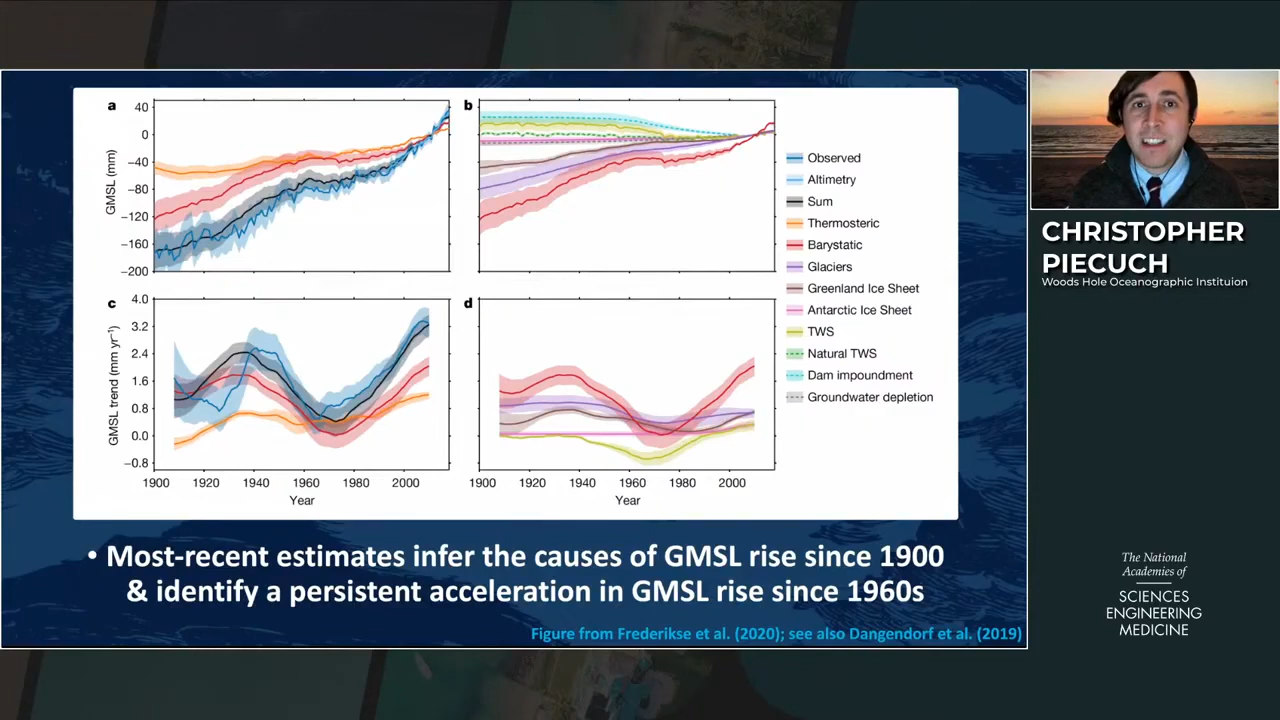 a
40
0
−40
−80
−120
−160
−200
GMSL (mm)
b
Observed
Altimetry
Sum
Thermosteric
Barystatic
Glaciers
Greenland Ice Sheet
Antarctic Ice Sheet
TWS
Natural TWS
Dam impoundment
Groundwater depletion
c
4.0
3.2
2.4
1.6
0.8
0.0
−0.8
GMSL trend (mm yr⁻¹)
1900 1920 1940 1960 1980 2000
Year
d
1900 1920 1940 1960 1980 2000
Year
• Most-recent estimates infer the causes of GMSL rise since 1900
& identify a persistent acceleration in GMSL rise since 1960s
Figure from Frederikse et al. (2020); see also Dangendorf et al. (2019)
CHRISTOPHER
PIECUCH
Woods Hole Oceanographic Instituion
The National
Academies of
SCIENCES
ENGINEERING
MEDICINE